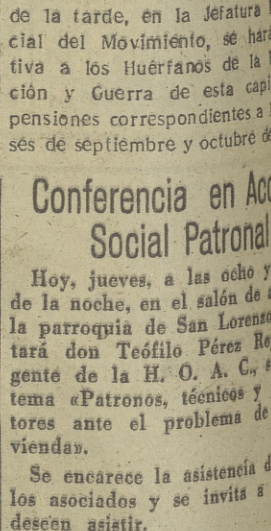 de la tarde, en la Jefatura
cial del Movimiento, se hará
tiva a los Huérfanos de la
ción y Guerra de esta capi
pensiones correspondientes a
ses de septiembre y octubre de
Conferencia en Acc
Social Patronal
Hoy, jueves, a las ocho y
de la noche, en el salón de
la parroquia de San Lorenzo
tará don Teófilo Pérez Re
gente de la H. O. A. C., s
tema «Patronos, técnicos y
tores ante el problema de
vienda».
Se encarece la asistencia d
los asociados y se invita a
deseen asistir.